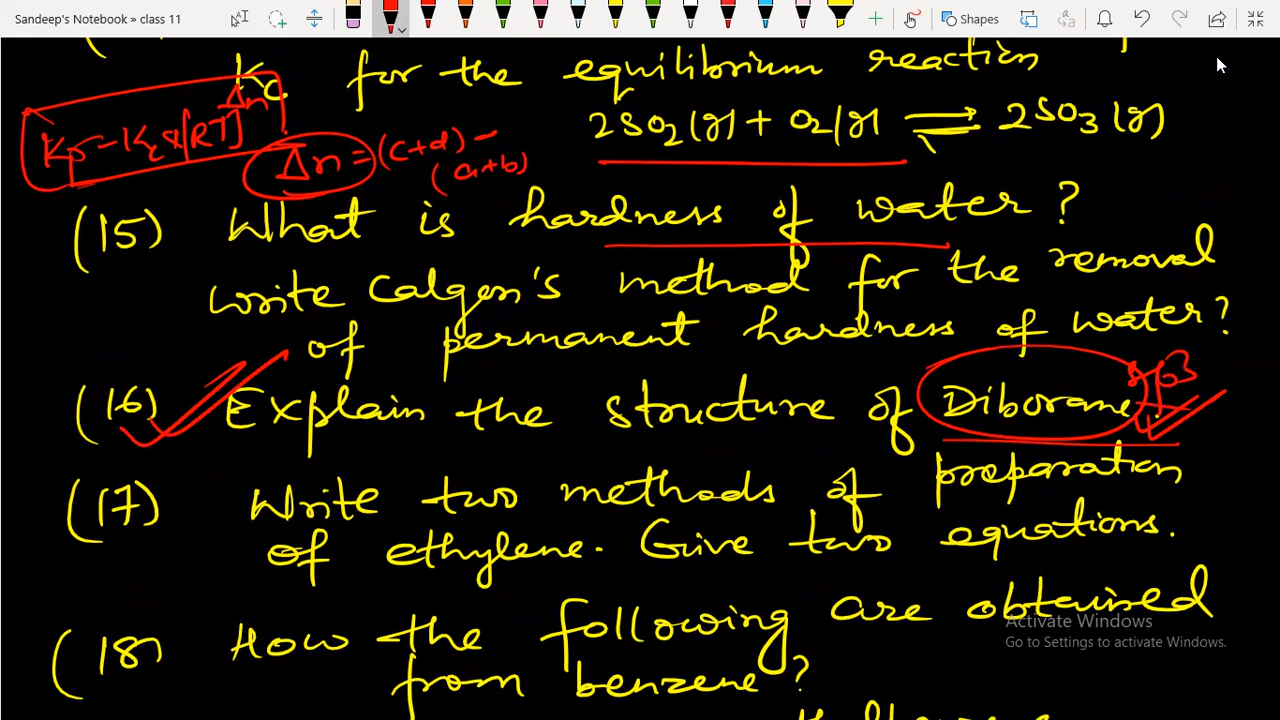 Sandeep's Notebook » class 11
Shapes
Kc for the equilibrium reaction
2SO2(g) + O2(g) ⇌ 2SO3(g)
Kp = Kc x [RT]^Δn
Δn = (c+d) -
(a+b)
(15) What is hardness of water?
Write Calgon's method for the removal
of permanent hardness of water?
(16) Explain the structure of Diborane?
(17) Write two methods of preparation
of ethylene. Give two equations.
(18) How the following are obtained
from benzene?
Activate Windows
Go to Settings to activate Windows.